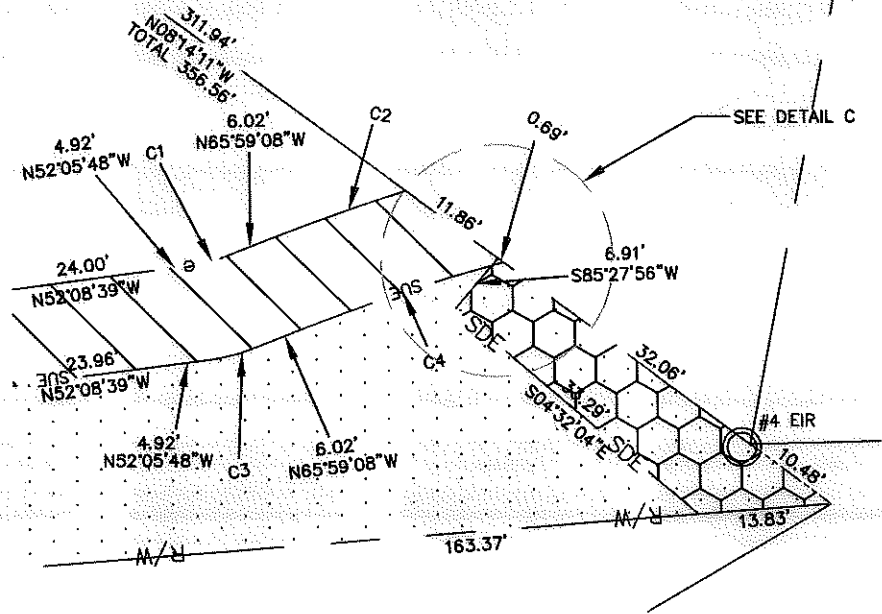 311.94'
N08°14'11"W
TOTAL 356.56'
C2
0.69'
SEE DETAIL C
6.02'
N65°59'08"W
4.92'
N52°05'48"W
C1
11.86'
6.91'
S85°27'56"W
e
24.00'
N52°08'39"W
SUE
SDE
C4
32.06'
23.96'
N52°08'39"W
SUE
33.29'
S04°32'04"E
SDE
#4 EIR
10.48'
4.92'
N52°05'48"W
C3
6.02'
N65°59'08"W
13.83'
R/W
163.37'
R/W